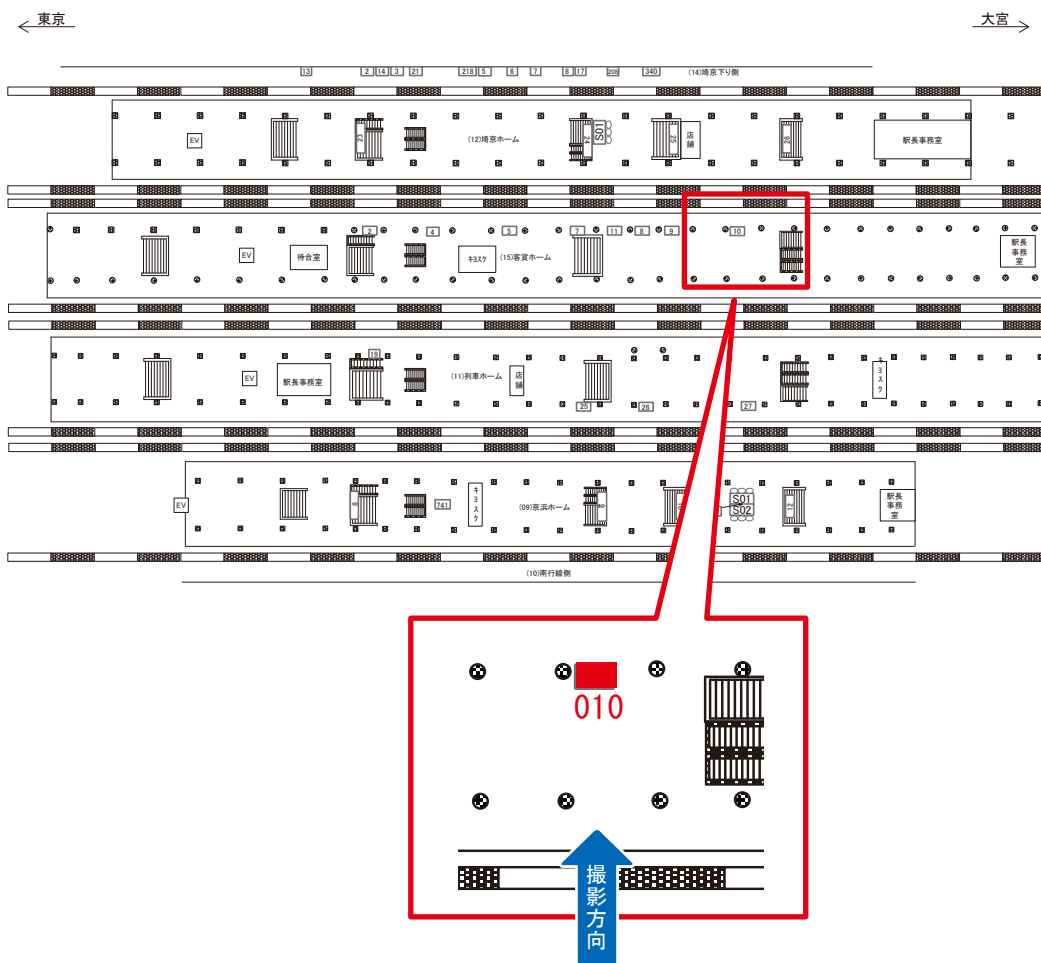 東京
大宮
13 2 14 3 21 218 5 6 7 8 17 208 340 (14)埼京下り側
EV
23
(12)埼京ホーム
24
S01
25
店舗
26
駅長事務室
2 4 5 7 11 8 9 10
EV
待合室
キヨスク
(15)客貨ホーム
駅長事務室
19
EV
駅長事務室
(11)列車ホーム
店舗
キヨスク
25 26 27
EV
8
741
キヨスク
(09)京浜ホーム
S01
S02
12
駅長事務室
(10)南行線側
010
撮影方向